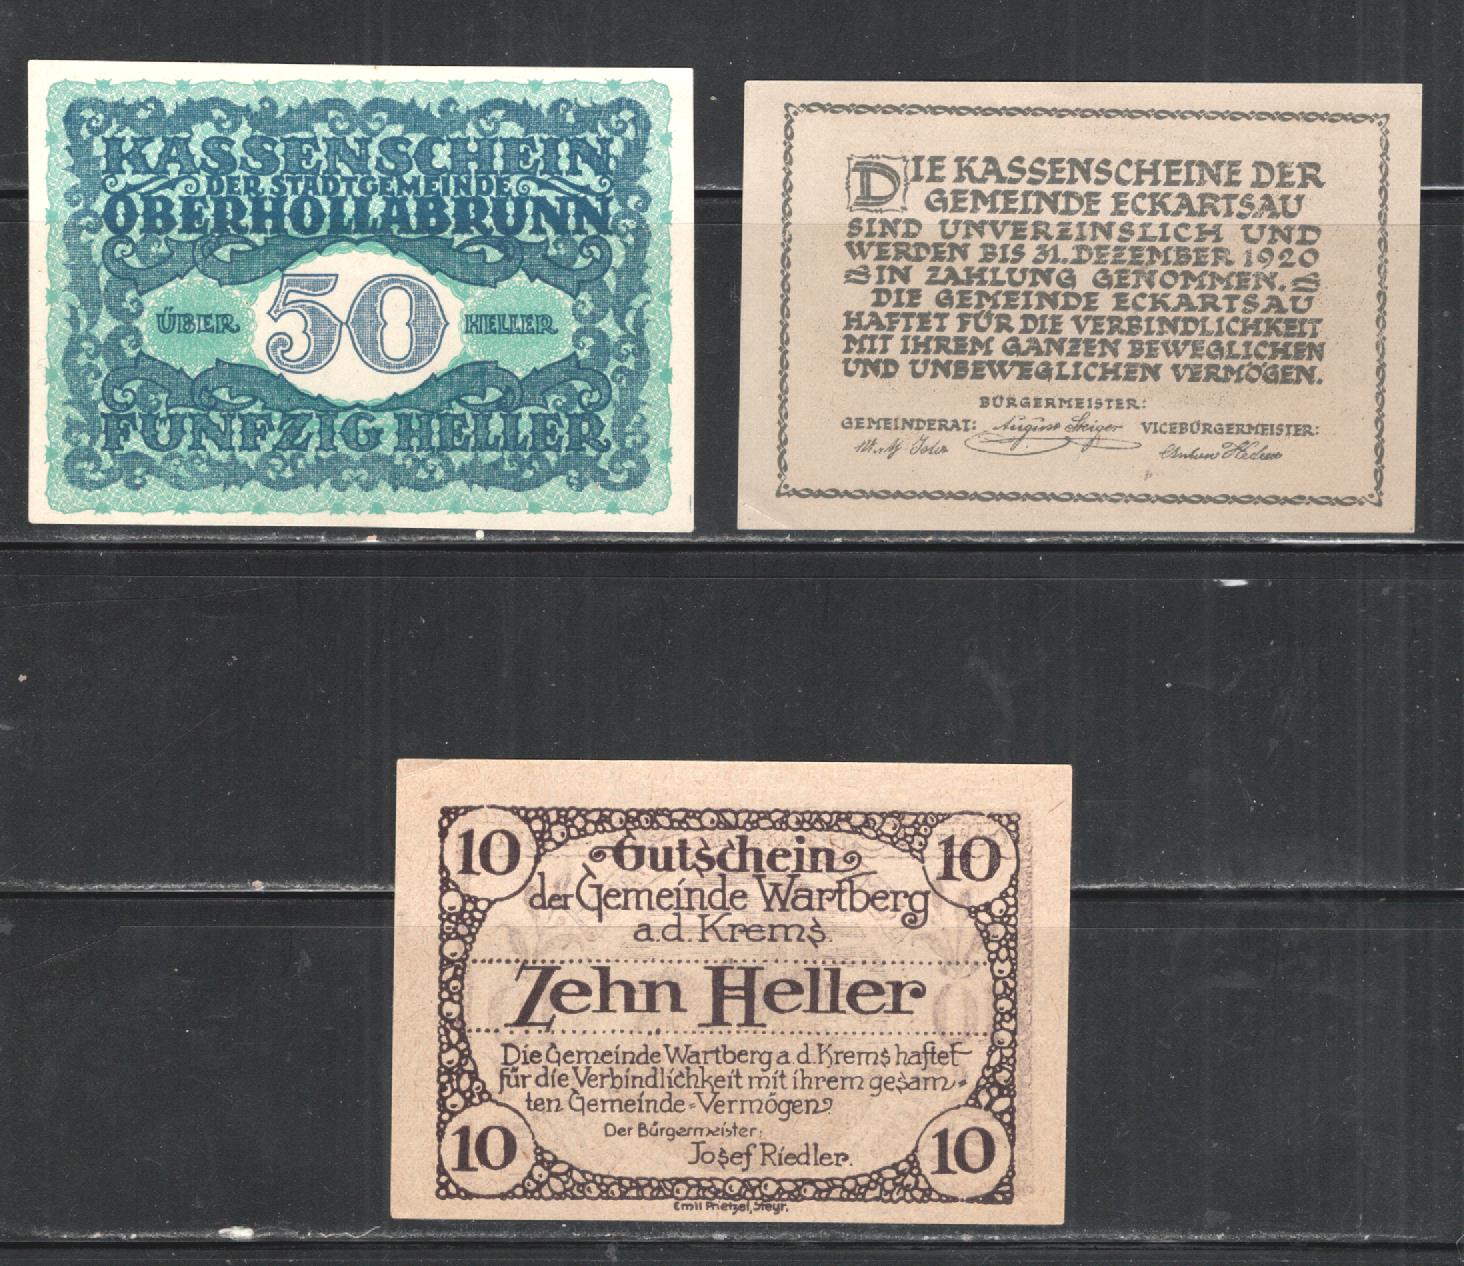 KASSENSCHEIN
DER STADTGEMEINDE
OBERHOLLABRUNN
ÜBER 50 HELLER
FÜNFZIG HELLER
DIE KASSENSCHEINE DER
GEMEINDE ECKARTSAU
SIND UNVERZINSLICH UND
WERDEN BIS 31. DEZEMBER 1920
IN ZAHLUNG GENOMMEN.
DIE GEMEINDE ECKARTSAU
HAFTET FÜR DIE VERBINDLICHKEIT
MIT IHREM GANZEN BEWEGLICHEN
UND UNBEWEGLICHEN VERMÖGEN.
BÜRGERMEISTER:
GEMEINDERAT: VICEBÜRGERMEISTER:
10 10
Gutschein
der Gemeinde Wartberg
a.d. Krems.
Zehn Heller
Die Gemeinde Wartberg a.d. Krems haftet
für die Verbindlichkeit mit ihrem gesam-
ten Gemeinde-Vermögen.
Der Bürgermeister:
Josef Riedler.
10 10
Emil Prietzel, Steyr.